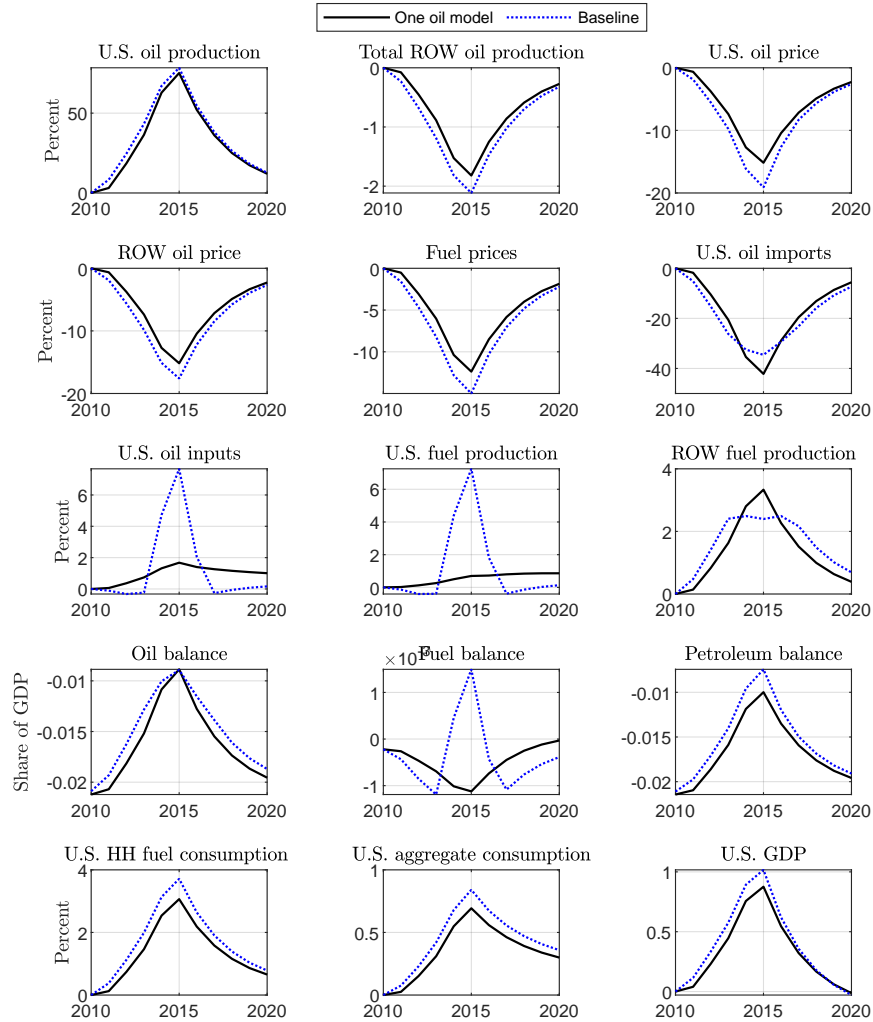 One oil model Baseline
U.S. oil production Total ROW oil production U.S. oil price
Percent
50
0
2010 2015 2020
0
-1
-2
2010 2015 2020
0
-10
-20
2010 2015 2020
ROW oil price Fuel prices U.S. oil imports
Percent
0
-10
-20
2010 2015 2020
0
-5
-10
2010 2015 2020
0
-20
-40
2010 2015 2020
U.S. oil inputs U.S. fuel production ROW fuel production
Percent
6
4
2
0
2010 2015 2020
6
4
2
0
2010 2015 2020
4
2
0
2010 2015 2020
Oil balance Fuel balance Petroleum balance
Share of GDP
-0.01
-0.015
-0.02
2010 2015 2020
×10
1
0
-1
2010 2015 2020
-0.01
-0.015
-0.02
2010 2015 2020
U.S. HH fuel consumption U.S. aggregate consumption U.S. GDP
Percent
4
2
0
2010 2015 2020
1
0.5
0
2010 2015 2020
1
0.5
0
2010 2015 2020